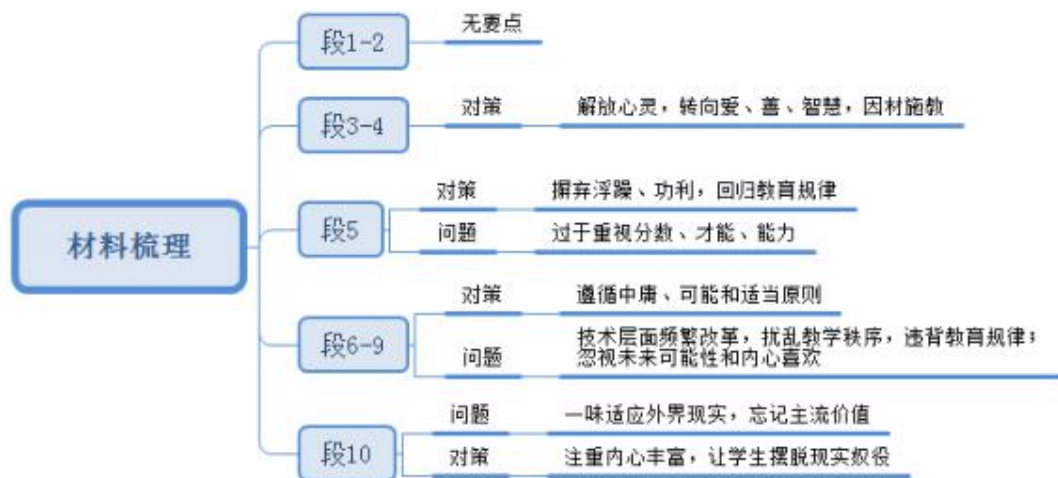 材料梳理
段1-2
无要点
段3-4
对策
解放心灵，转向爱、善、智慧，因材施教
段5
对策
摒弃浮躁、功利，回归教育规律
问题
过于重视分数、才能、能力
段6-9
对策
遵循中庸、可能和适当原则
问题
技术层面频繁改革，扰乱教学秩序，违背教育规律；
忽视未来可能性和内心喜欢
段10
问题
一味适应外界现实，忘记主流价值
对策
注重内心丰富，让学生摆脱现实奴役